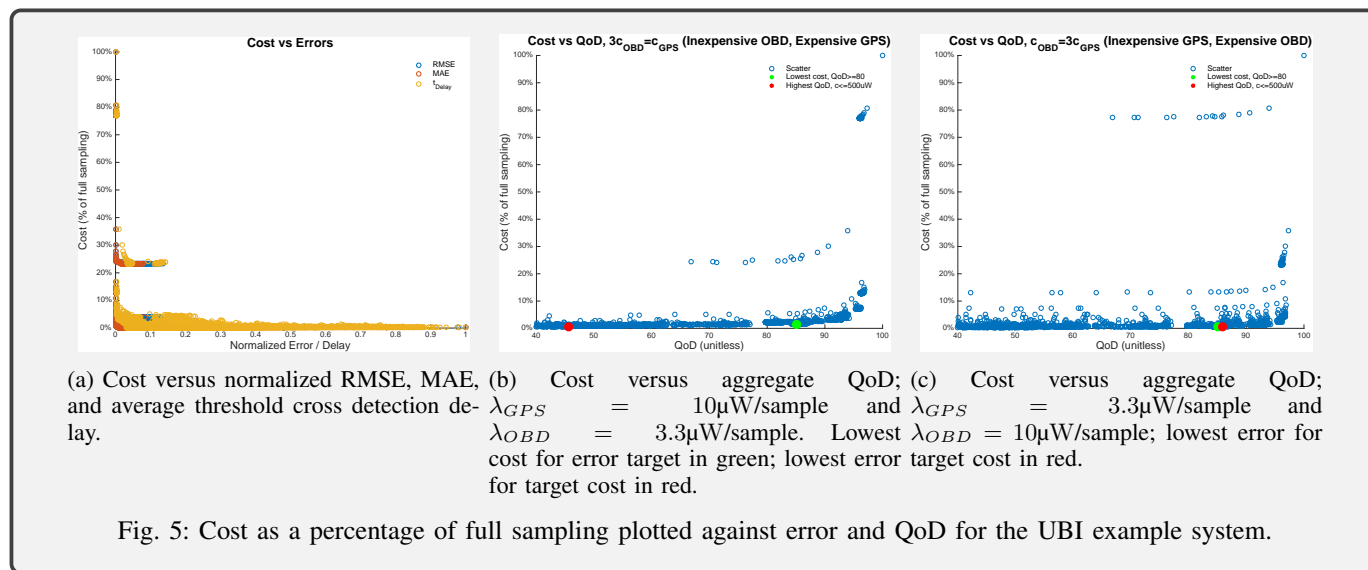 Cost vs Errors
RMSE
MAE
t_Delay
100%
90%
80%
70%
60%
50%
40%
30%
20%
10%
0%
0
0.1
0.2
0.3
0.4
0.5
0.6
0.7
0.8
0.9
1
Cost (% of full sampling)
Normalized Error / Delay
(a) Cost versus normalized RMSE, MAE,
and average threshold cross detection de-
lay.
Cost vs QoD, 3c_OBD=c_GPS (Inexpensive OBD, Expensive GPS)
Scatter
Lowest cost, QoD>=80
Highest QoD, c<=500uW
100%
90%
80%
70%
60%
50%
40%
30%
20%
10%
0%
40
50
60
70
80
90
100
Cost (% of full sampling)
QoD (unitless)
(b) Cost versus aggregate QoD;
λ_GPS = 10μW/sample and
λ_OBD = 3.3μW/sample. Lowest
cost for error target in green; lowest error
for target cost in red.
Cost vs QoD, c_OBD=3c_GPS (Inexpensive GPS, Expensive OBD)
Scatter
Lowest cost, QoD>=80
Highest QoD, c<=500uW
100%
90%
80%
70%
60%
50%
40%
30%
20%
10%
0%
40
50
60
70
80
90
100
Cost (% of full sampling)
QoD (unitless)
(c) Cost versus aggregate QoD;
λ_GPS = 3.3μW/sample and
λ_OBD = 10μW/sample; lowest error for
target cost in red.
Fig. 5: Cost as a percentage of full sampling plotted against error and QoD for the UBI example system.